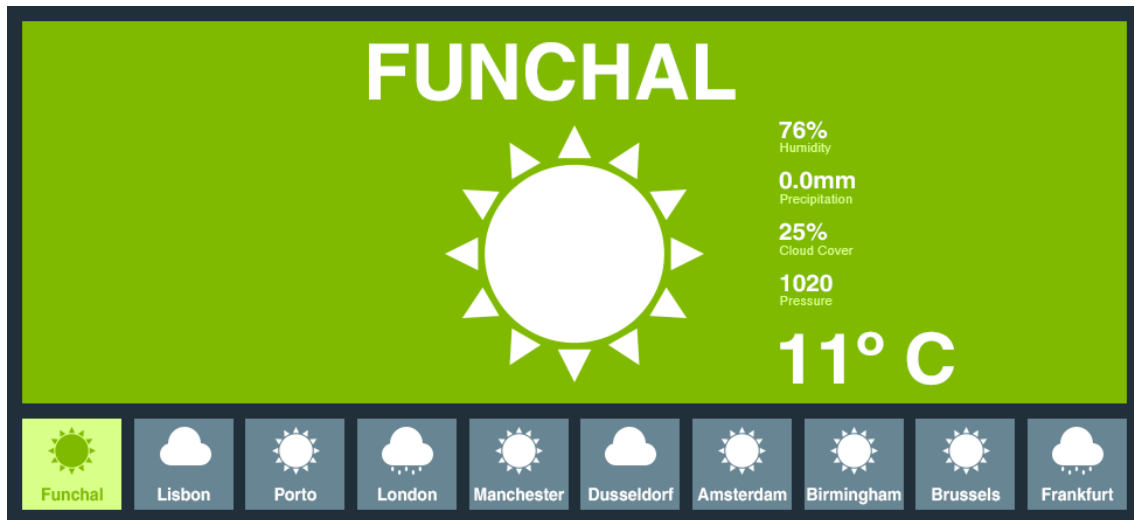 FUNCHAL
76%
Humidity
0.0mm
Precipitation
25%
Cloud Cover
1020
Pressure
11º C
Funchal
Lisbon
Porto
London
Manchester
Dusseldorf
Amsterdam
Birmingham
Brussels
Frankfurt